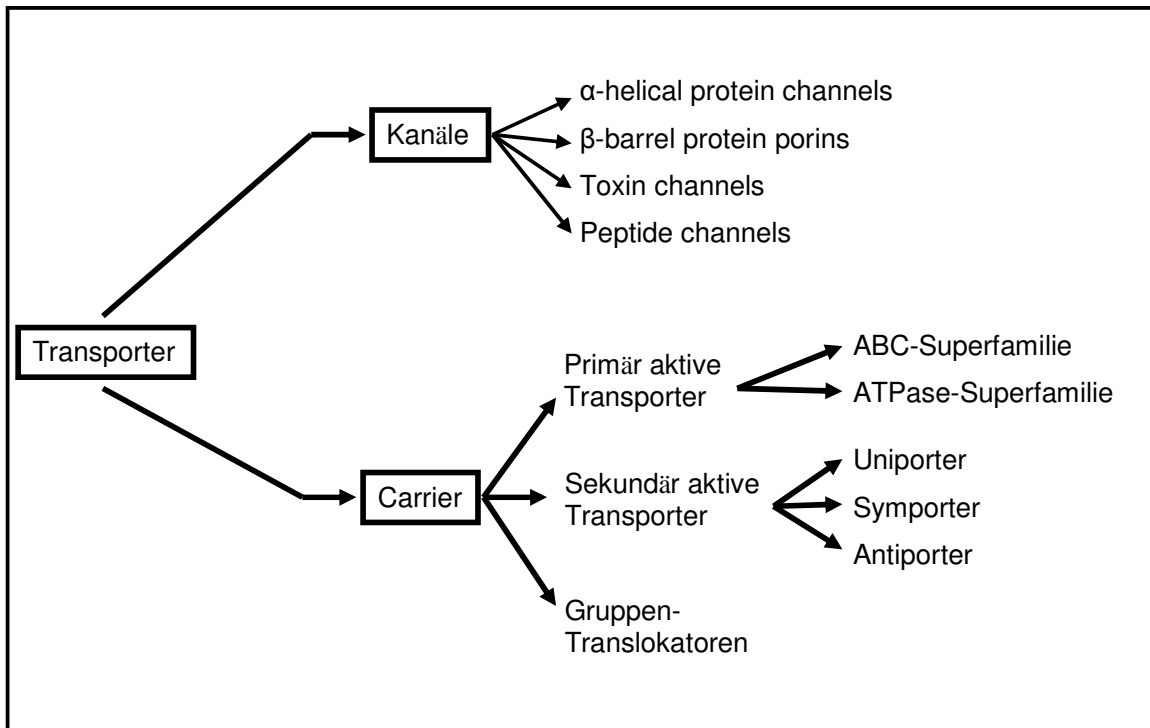 α-helical protein channels
Kanäle
β-barrel protein porins
Toxin channels
Peptide channels
Transporter
Primär aktive
Transporter
ABC-Superfamilie
ATPase-Superfamilie
Carrier
Sekundär aktive
Transporter
Uniporter
Symporter
Antiporter
Gruppen-
Translokatoren